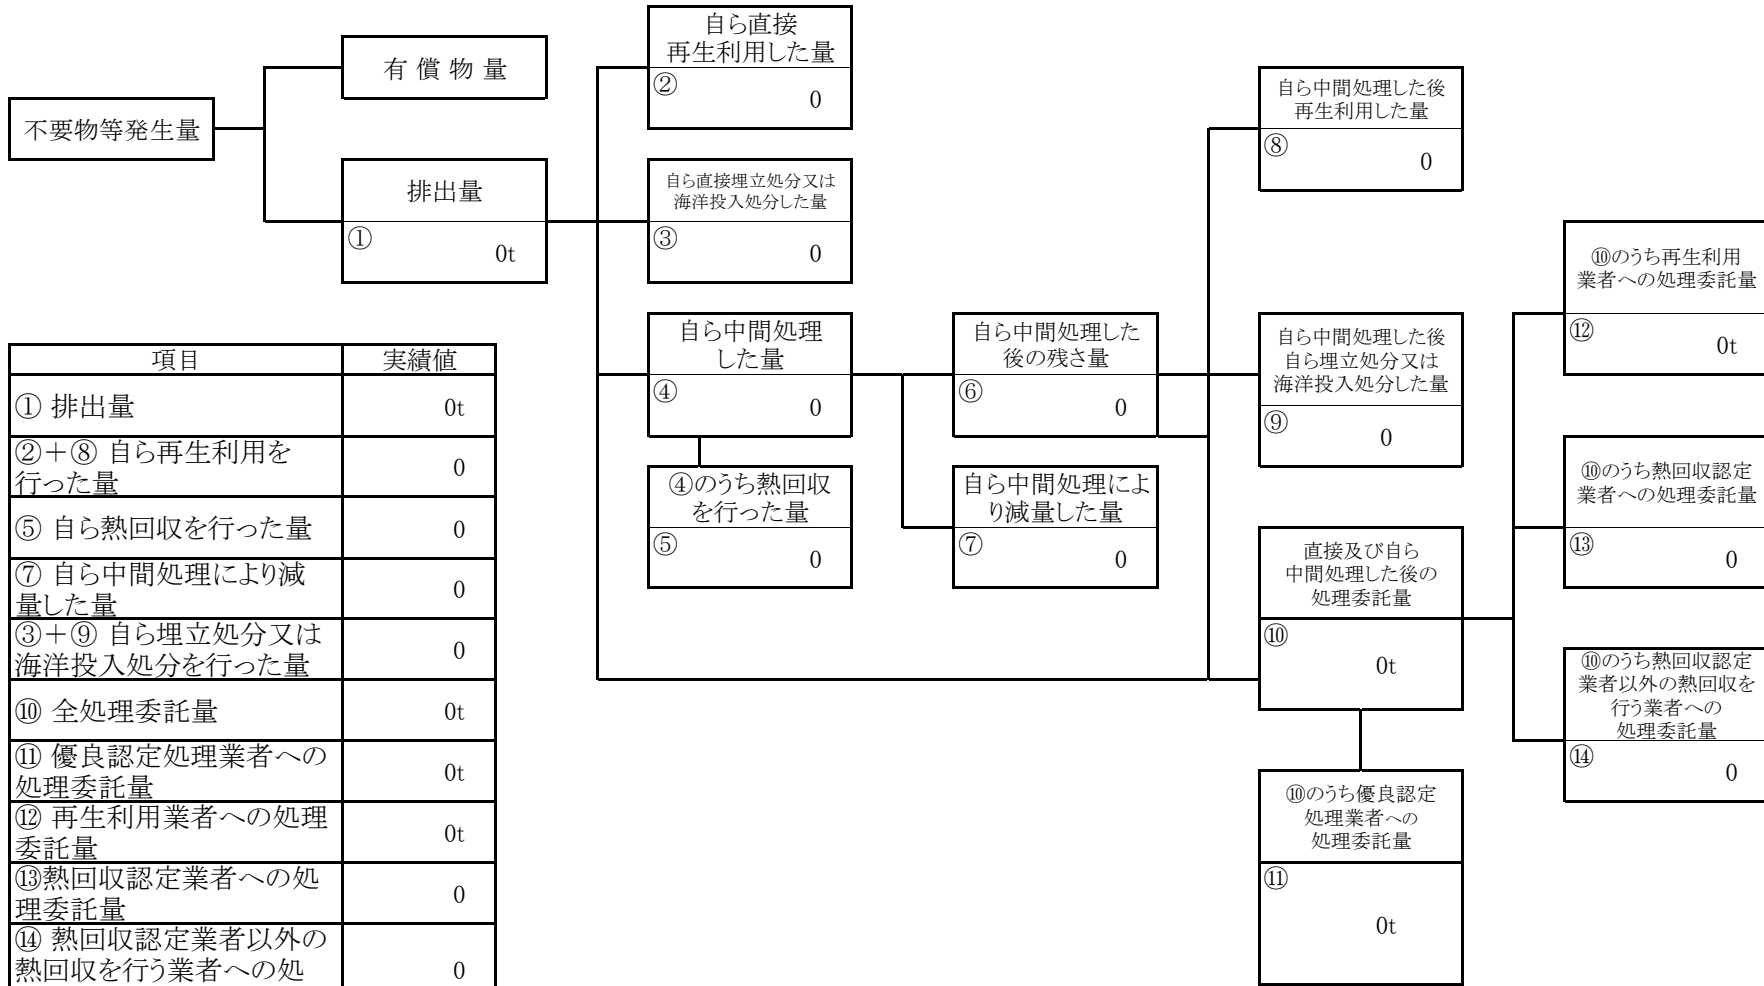 不要物等発生量
有 償 物 量
排出量
①
0t
自ら直接
再生利用した量
②
0
自ら直接埋立処分又は
海洋投入処分した量
③
0
自ら中間処理
した量
④
0
④のうち熱回収
を行った量
⑤
0
自ら中間処理した
後の残さ量
⑥
0
自ら中間処理によ
り減量した量
⑦
0
自ら中間処理した後
再生利用した量
⑧
0
自ら中間処理した後
自ら埋立処分又は
海洋投入処分した量
⑨
0
直接及び自ら
中間処理した後の
処理委託量
⑩
0t
⑩のうち優良認定
処理業者への
処理委託量
⑪
0t
⑩のうち再生利用
業者への処理委託量
⑫
0t
⑩のうち熱回収認定
業者への処理委託量
⑬
0
⑩のうち熱回収認定
業者以外の熱回収を
行う業者への
処理委託量
⑭
0
項目 実績値
① 排出量 0t
②+⑧ 自ら再生利用を
行った量 0
⑤ 自ら熱回収を行った量 0
⑦ 自ら中間処理により減
量した量 0
③+⑨ 自ら埋立処分又は
海洋投入処分を行った量 0
⑩ 全処理委託量 0t
⑪ 優良認定処理業者への
処理委託量 0t
⑫ 再生利用業者への処理
委託量 0t
⑬熱回収認定業者への処
理委託量 0
⑭ 熱回収認定業者以外の
熱回収を行う業者への処 0